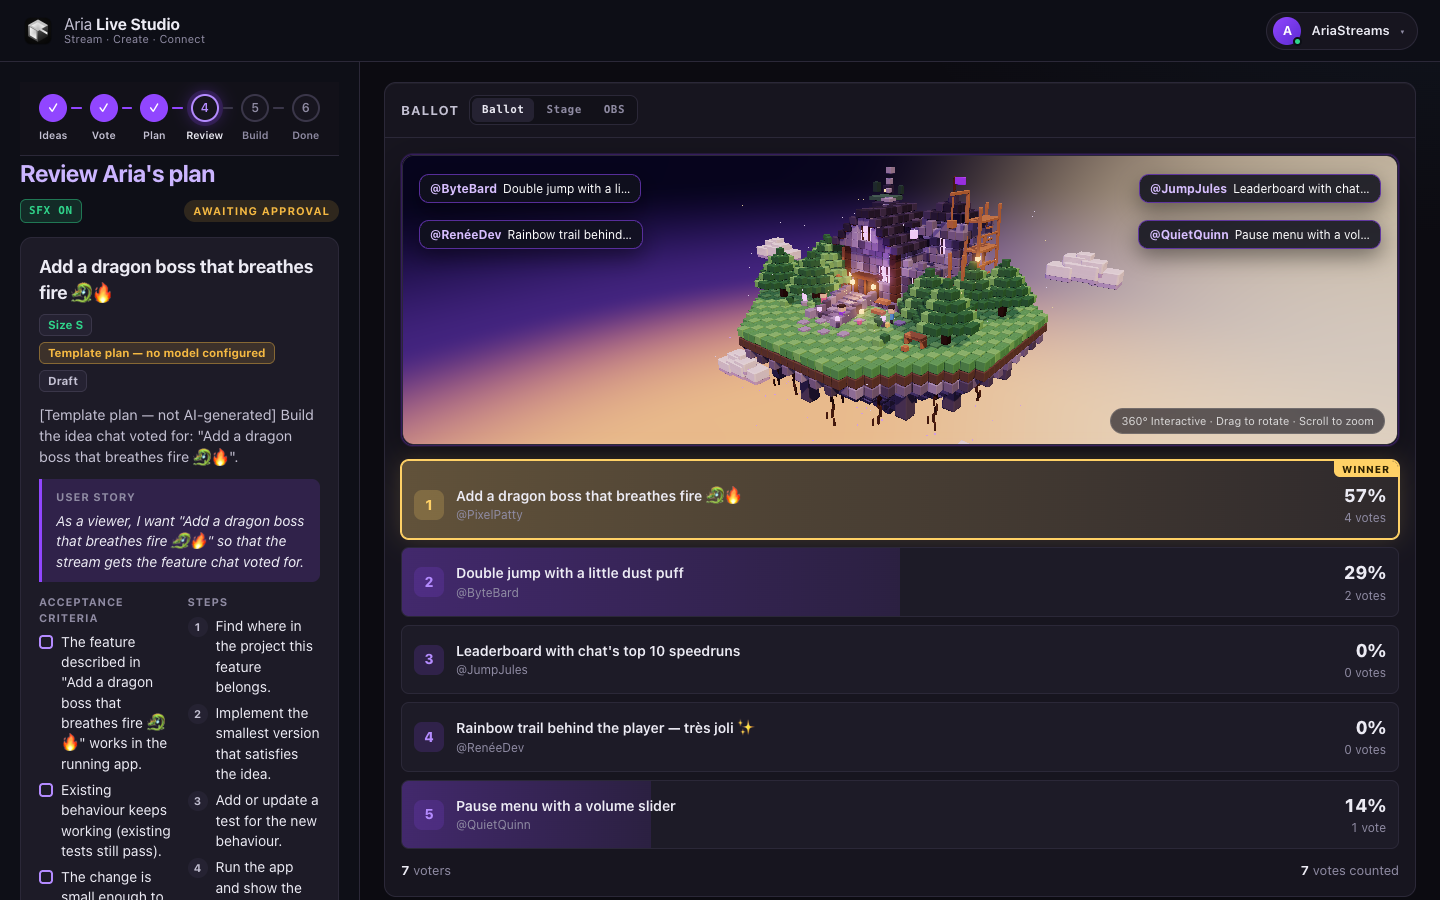 Aria Live Studio
Stream · Create · Connect
A
AriaStreams
4
5
6
Ideas
Vote
Plan
Review
Build
Done
Review Aria's plan
SFX ON
AWAITING APPROVAL
Add a dragon boss that breathes
fire 🐉🔥
Size S
Template plan — no model configured
Draft
[Template plan — not AI-generated] Build
the idea chat voted for: "Add a dragon
boss that breathes fire 🐉🔥".
USER STORY
As a viewer, I want "Add a dragon boss
that breathes fire 🐉🔥" so that the
stream gets the feature chat voted for.
ACCEPTANCE
CRITERIA
The feature
described in
"Add a dragon
boss that
breathes fire 🐉
🔥" works in the
running app.
Existing
behaviour keeps
working (existing
tests still pass).
The change is
small enough to
STEPS
1 Find where in
the project this
feature
belongs.
2 Implement the
smallest version
that satisfies
the idea.
3 Add or update a
test for the new
behaviour.
4 Run the app
and show the
BALLOT
Ballot
Stage
OBS
@ByteBard Double jump with a li...
@RenéeDev Rainbow trail behind...
@JumpJules Leaderboard with chat...
@QuietQuinn Pause menu with a vol...
360° Interactive · Drag to rotate · Scroll to zoom
WINNER
1
Add a dragon boss that breathes fire 🐉🔥
@PixelPatty
57%
4 votes
2
Double jump with a little dust puff
@ByteBard
29%
2 votes
3
Leaderboard with chat's top 10 speedruns
@JumpJules
0%
0 votes
4
Rainbow trail behind the player — très joli ✨
@RenéeDev
0%
0 votes
5
Pause menu with a volume slider
@QuietQuinn
14%
1 vote
7 voters
7 votes counted